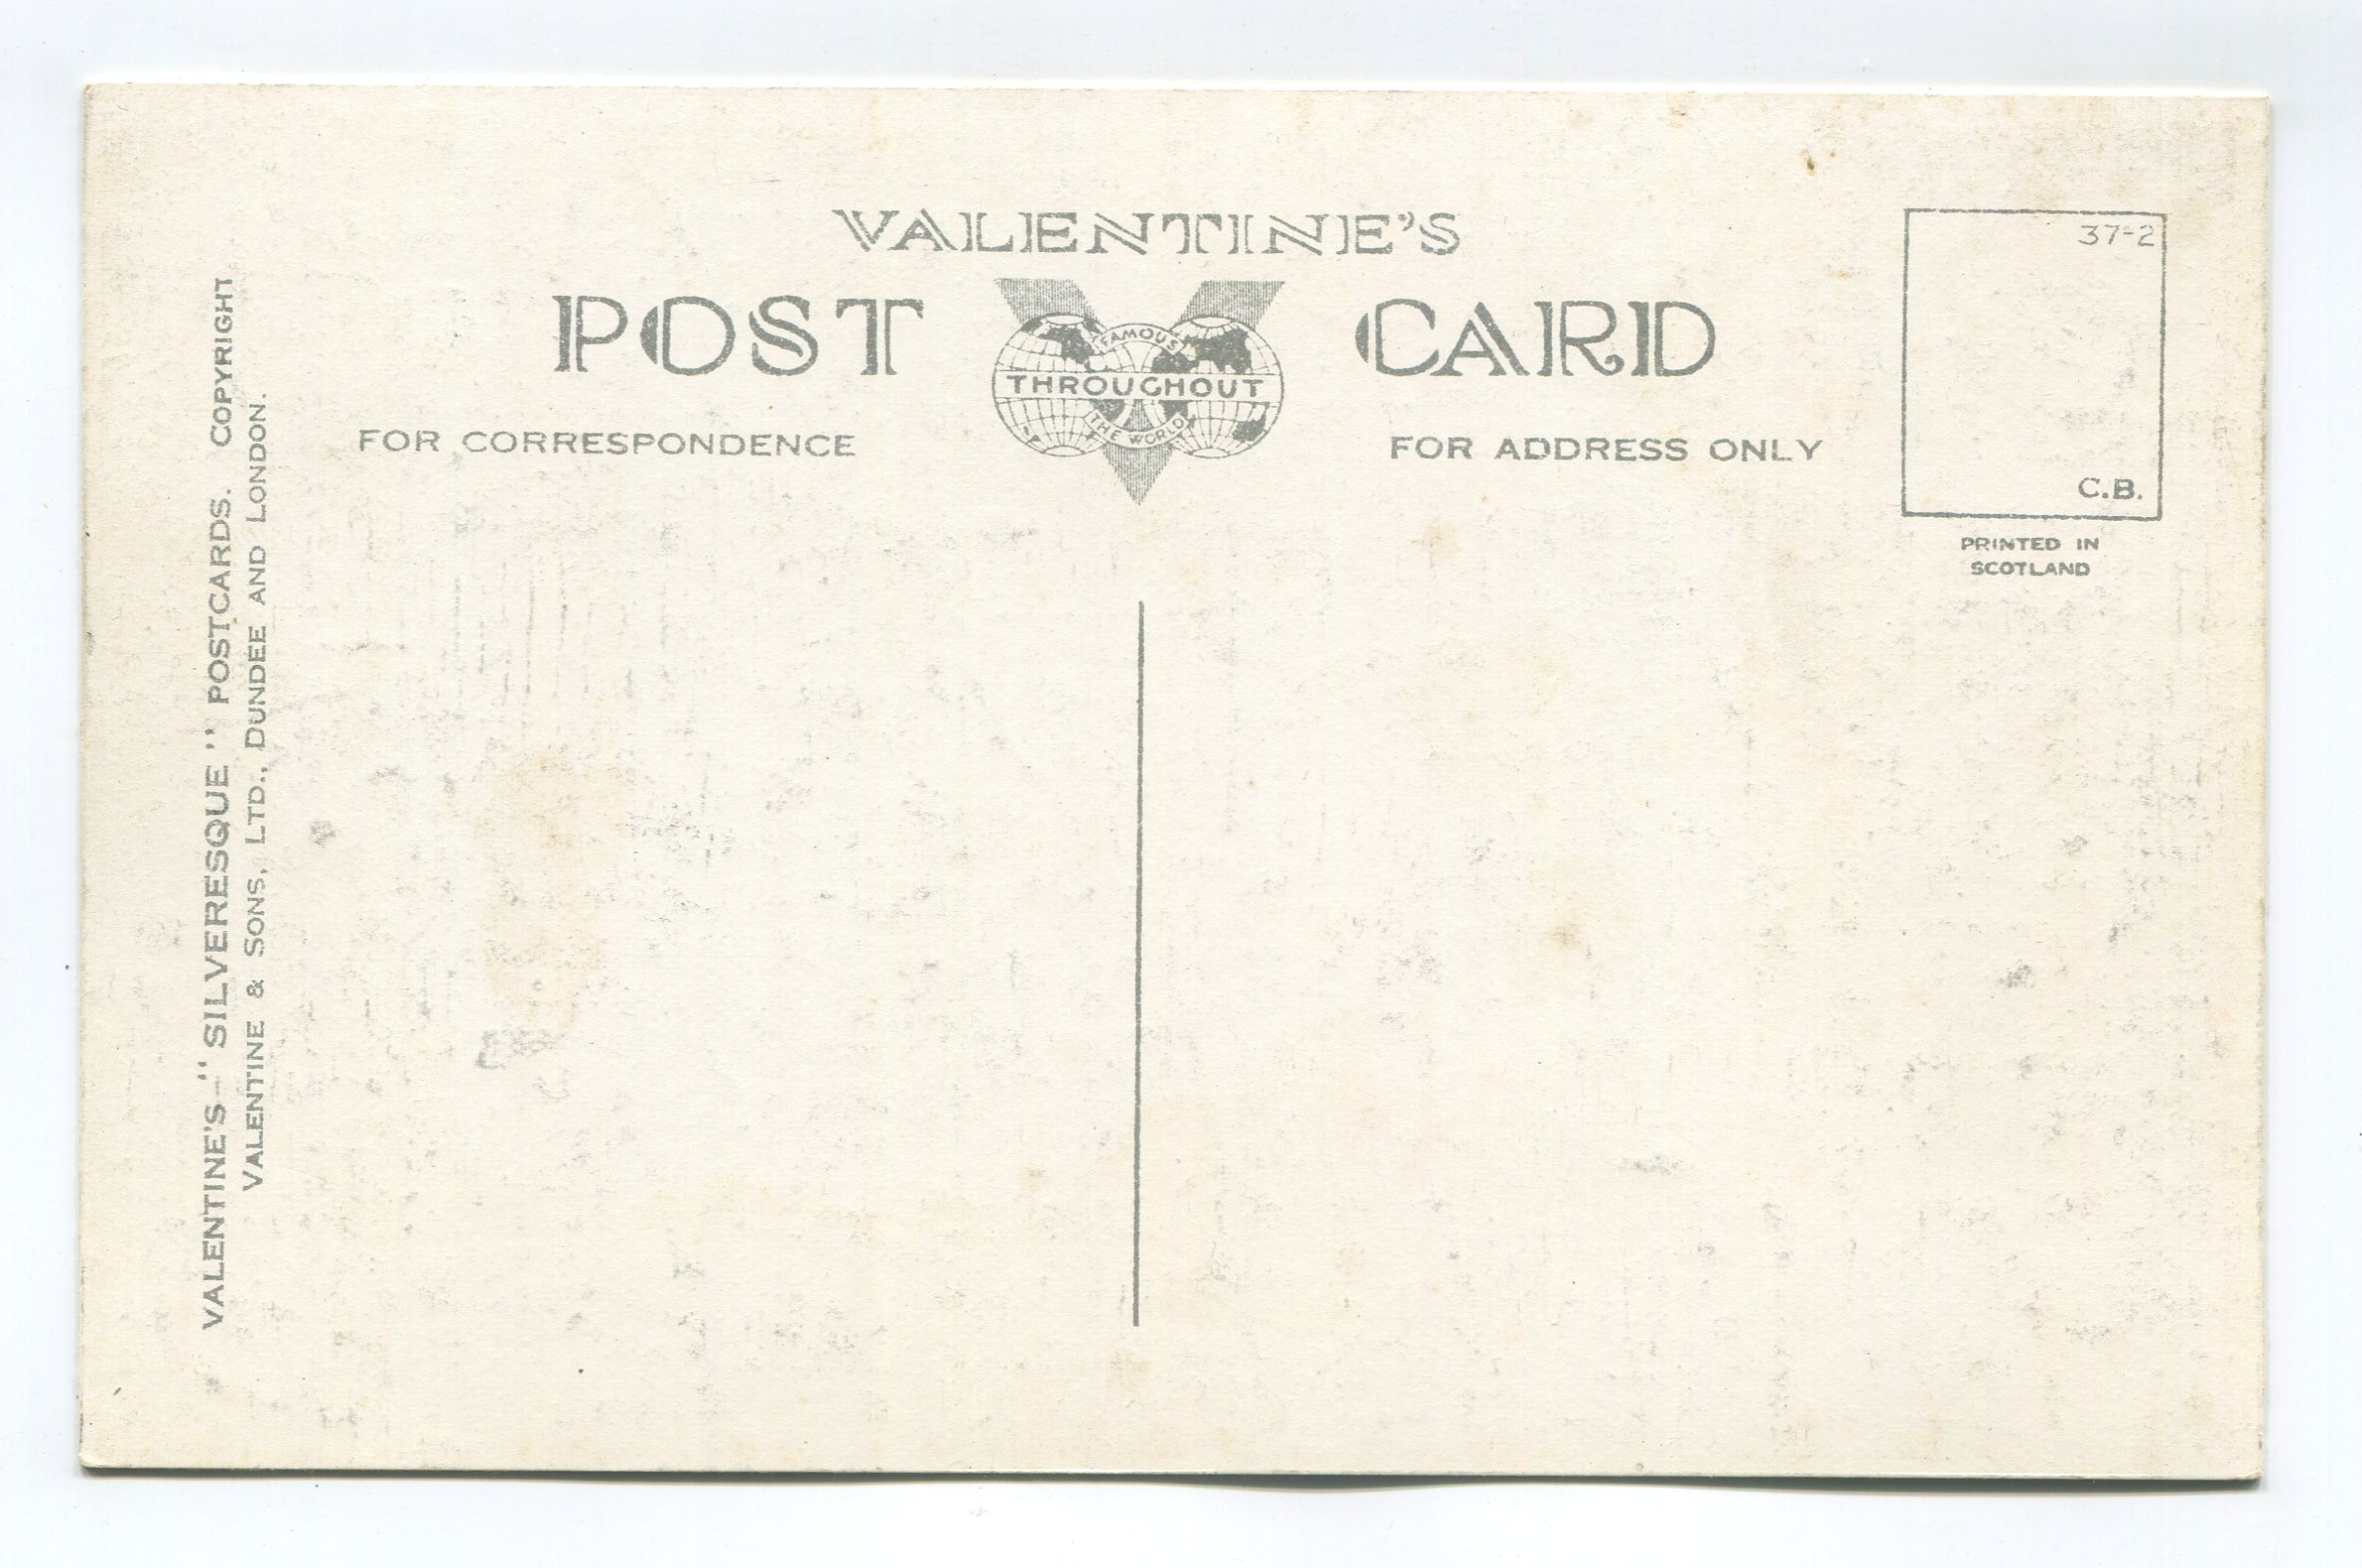 VALENTINE'S
POST CARD
FAMOUS
THROUGHOUT
THE WORLD
FOR CORRESPONDENCE
FOR ADDRESS ONLY
37-2
C.B.
PRINTED IN
SCOTLAND
VALENTINE'S "SILVERESQUE" POSTCARDS. COPYRIGHT
VALENTINE & SONS, LTD., DUNDEE AND LONDON.